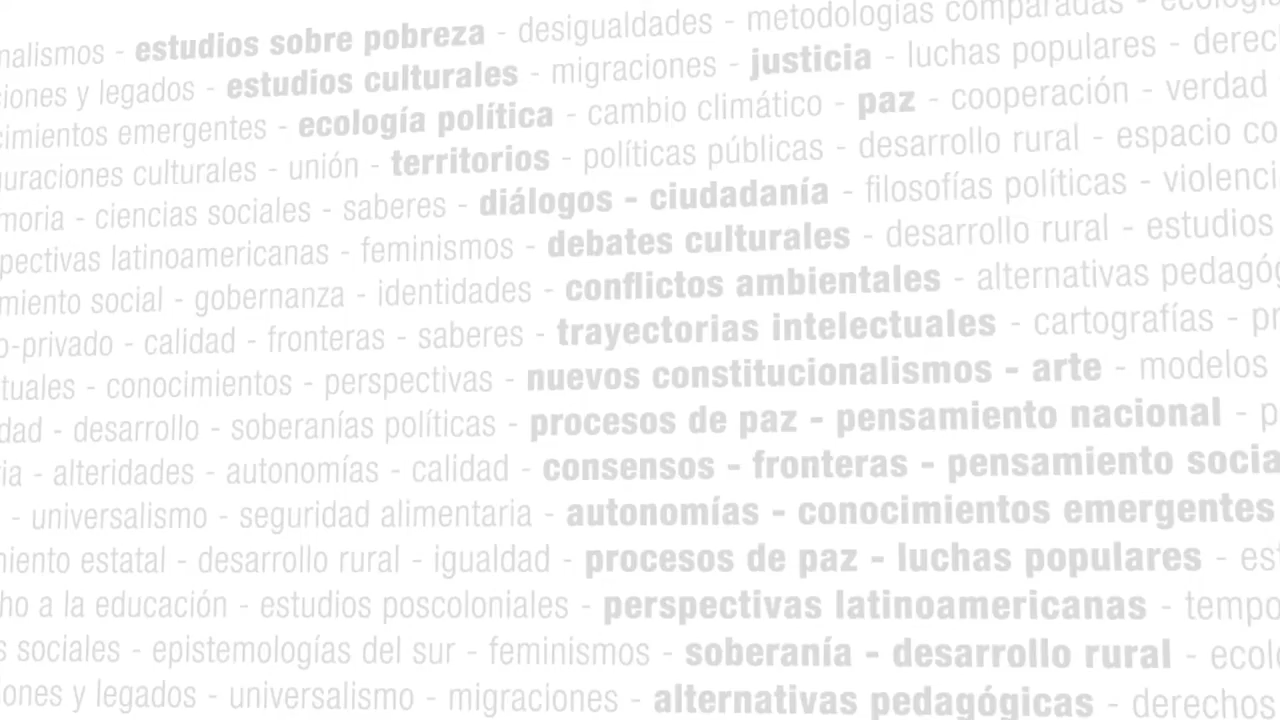 nalismos - estudios sobre pobreza - desigualdades - metodologías comparadas - ecología
ciones y legados - estudios culturales - migraciones - justicia - luchas populares - derec
cimientos emergentes - ecología política - cambio climático - paz - cooperación - verdad
uraciones culturales - unión - territorios - políticas públicas - desarrollo rural - espacio co
moria - ciencias sociales - saberes - diálogos - ciudadanía - filosofías políticas - violenci
pectivas latinoamericanas - feminismos - debates culturales - desarrollo rural - estudios
miento social - gobernanza - identidades - conflictos ambientales - alternativas pedagóg
o-privado - calidad - fronteras - saberes - trayectorias intelectuales - cartografías - pr
tuales - conocimientos - perspectivas - nuevos constitucionalismos - arte - modelos
dad - desarrollo - soberanías políticas - procesos de paz - pensamiento nacional - p
ia - alteridades - autonomías - calidad - consensos - fronteras - pensamiento socia
- universalismo - seguridad alimentaria - autonomías - conocimientos emergentes
niento estatal - desarrollo rural - igualdad - procesos de paz - luchas populares - est
ho a la educación - estudios poscoloniales - perspectivas latinoamericanas - tempo
s sociales - epistemologías del sur - feminismos - soberanía - desarrollo rural - ecol
iones y legados - universalismo - migraciones - alternativas pedagógicas - derechos